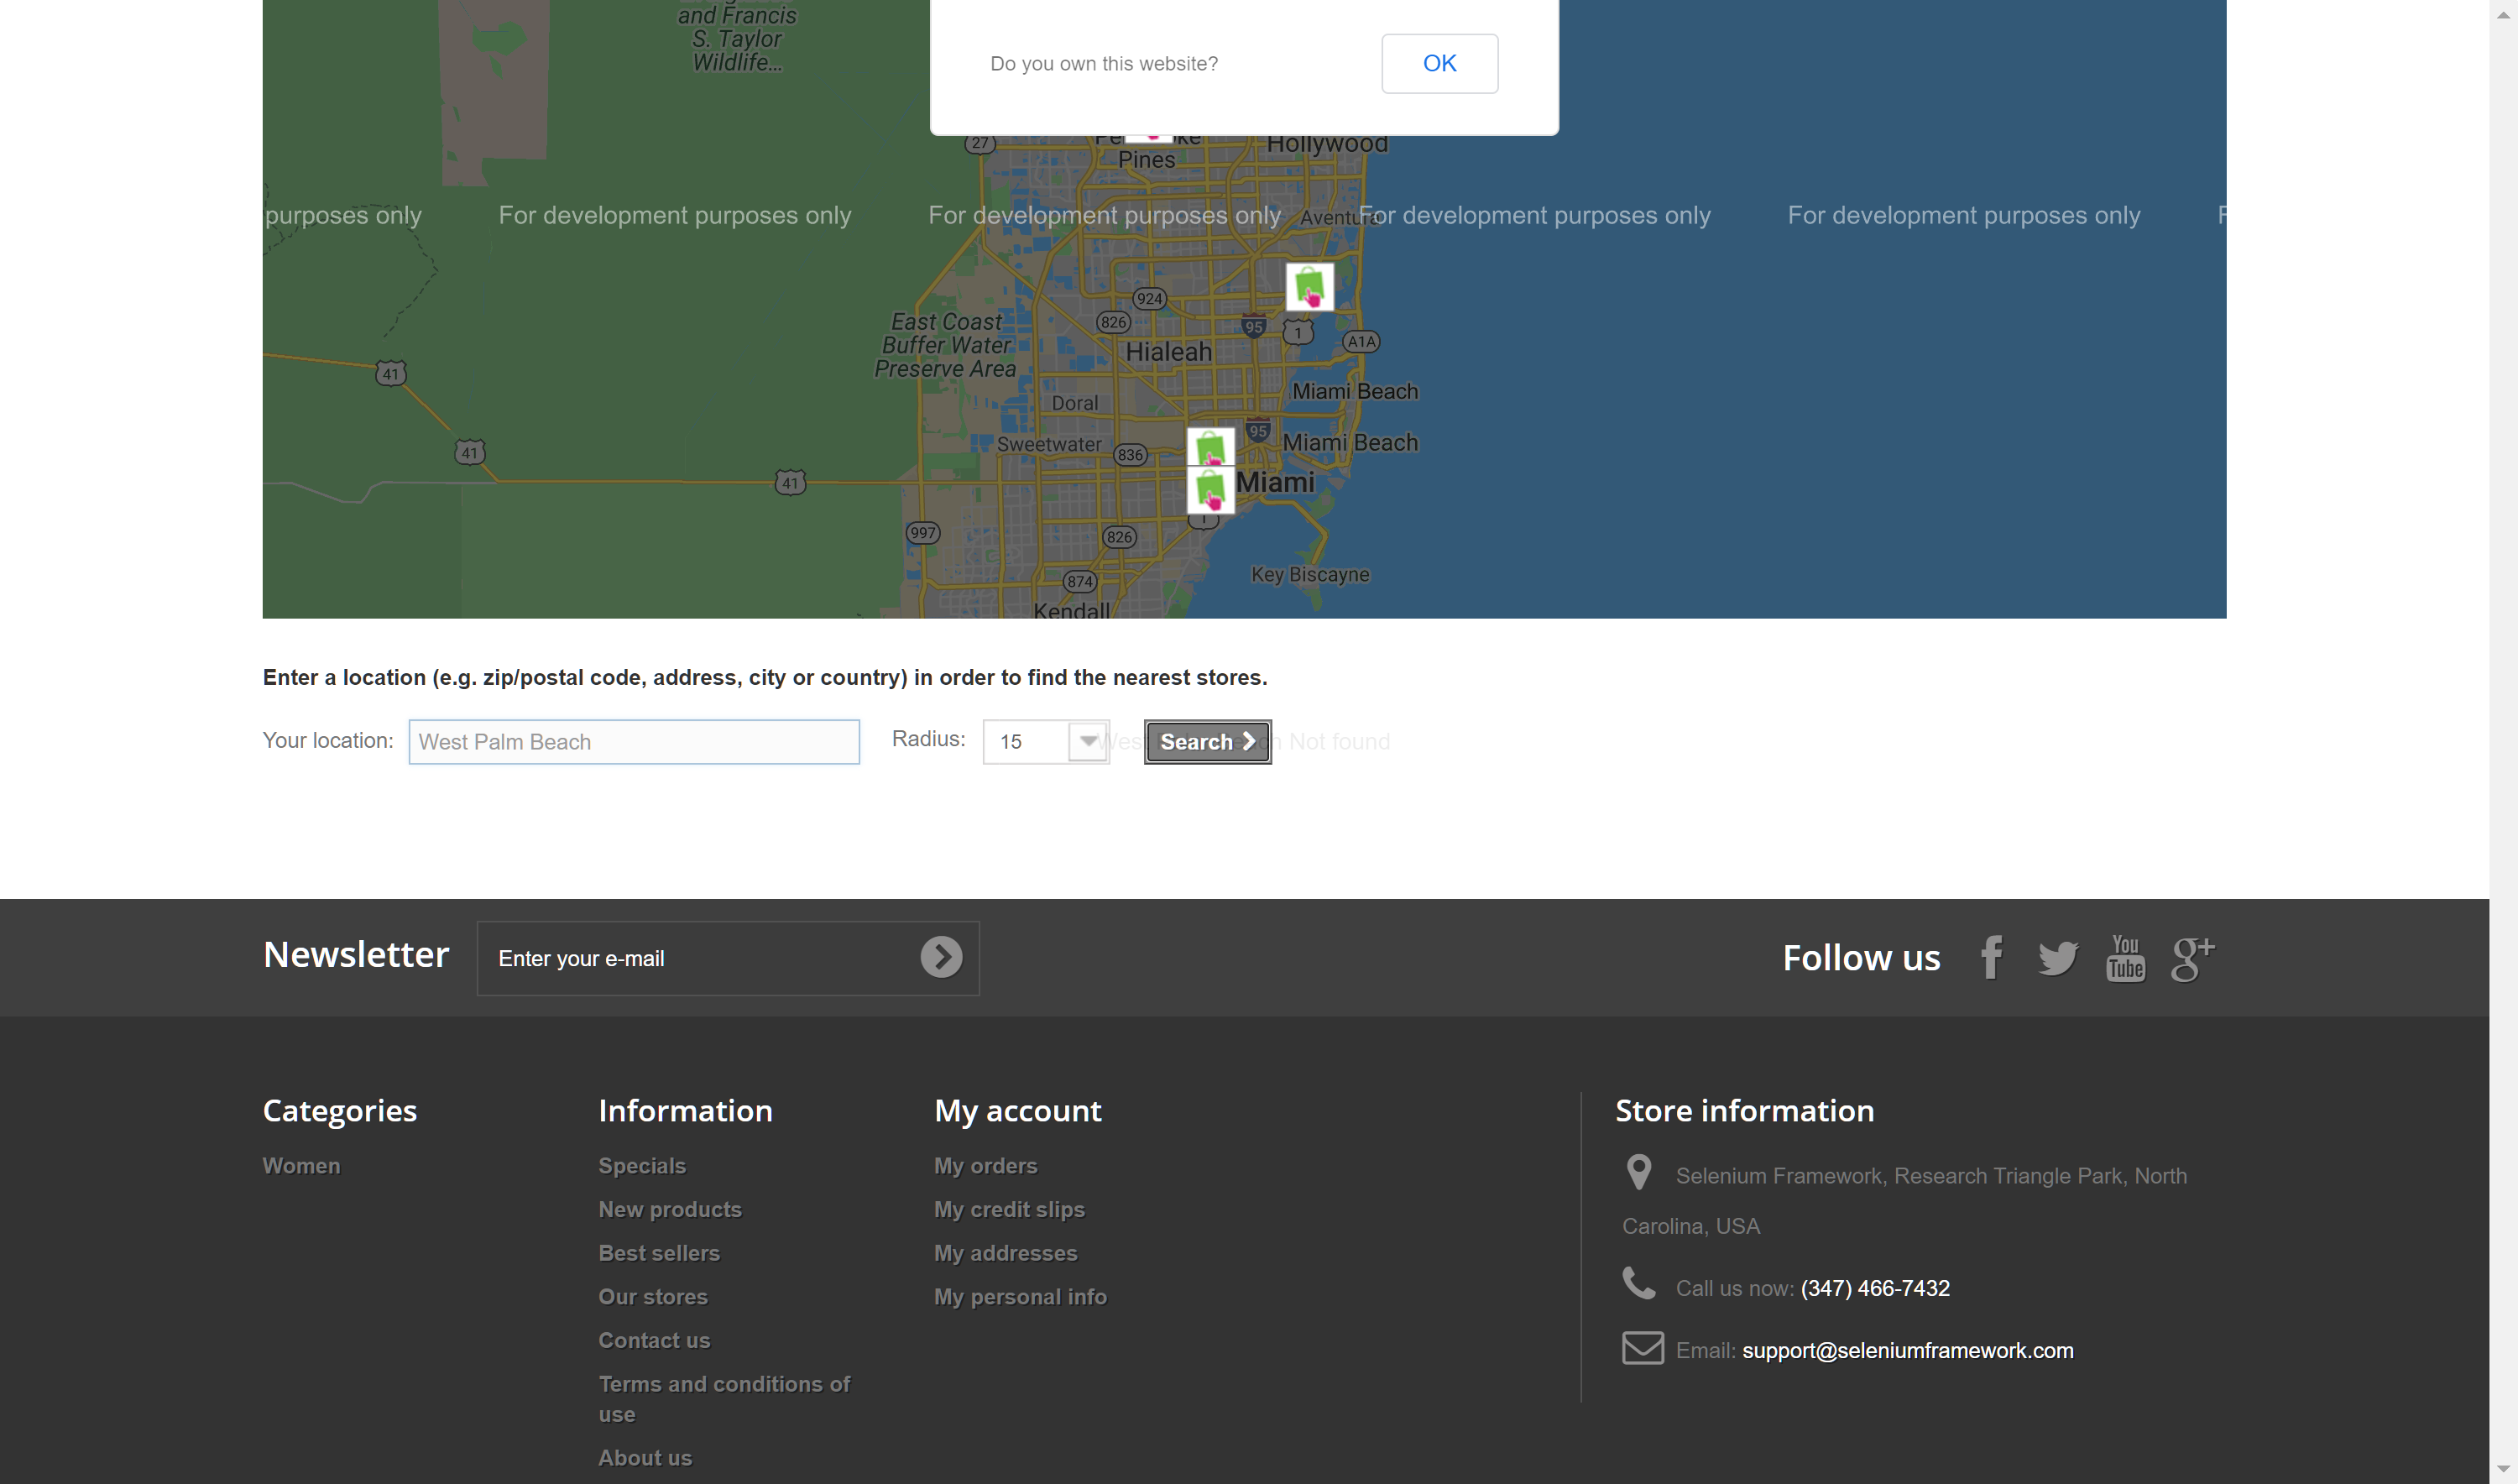 and Francis
S. Taylor
Wildlife...
Do you own this website?
OK
27
Pines
Hollywood
purposes only
For development purposes only
For development purposes only
Aventura
For development purposes only
For development purposes only
924
826
95
1
A1A
East Coast
Buffer Water
Preserve Area
Hialeah
41
Miami Beach
Doral
95
Sweetwater
836
Miami Beach
41
41
Miami
997
826
1
Key Biscayne
874
Kendall
Enter a location (e.g. zip/postal code, address, city or country) in order to find the nearest stores.
Your location: West Palm Beach
Radius: 15
Search
Not found
Newsletter
Enter your e-mail
Follow us
You
Tube
g+
Categories
Women
Information
Specials
New products
Best sellers
Our stores
Contact us
Terms and conditions of
use
About us
My account
My orders
My credit slips
My addresses
My personal info
Store information
Selenium Framework, Research Triangle Park, North
Carolina, USA
Call us now: (347) 466-7432
Email: support@seleniumframework.com